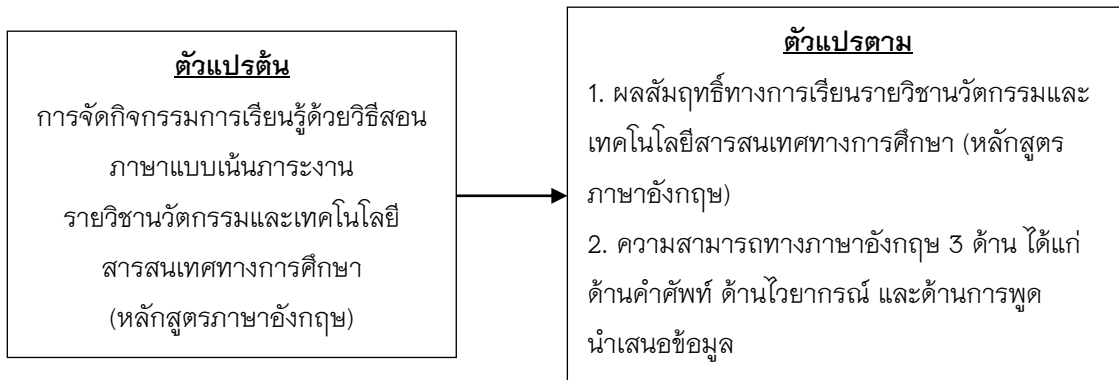 ตัวแปรต้น
การจัดกิจกรรมการเรียนรู้ด้วยวิธีสอน
ภาษาแบบเน้นภาระงาน
รายวิชานวัตกรรมและเทคโนโลยี
สารสนเทศทางการศึกษา
(หลักสูตรภาษาอังกฤษ)
ตัวแปรตาม
1. ผลสัมฤทธิ์ทางการเรียนรายวิชานวัตกรรมและ
เทคโนโลยีสารสนเทศทางการศึกษา (หลักสูตร
ภาษาอังกฤษ)
2. ความสามารถทางภาษาอังกฤษ 3 ด้าน ได้แก่
ด้านคำศัพท์ ด้านไวยากรณ์ และด้านการพูด
นำเสนอข้อมูล